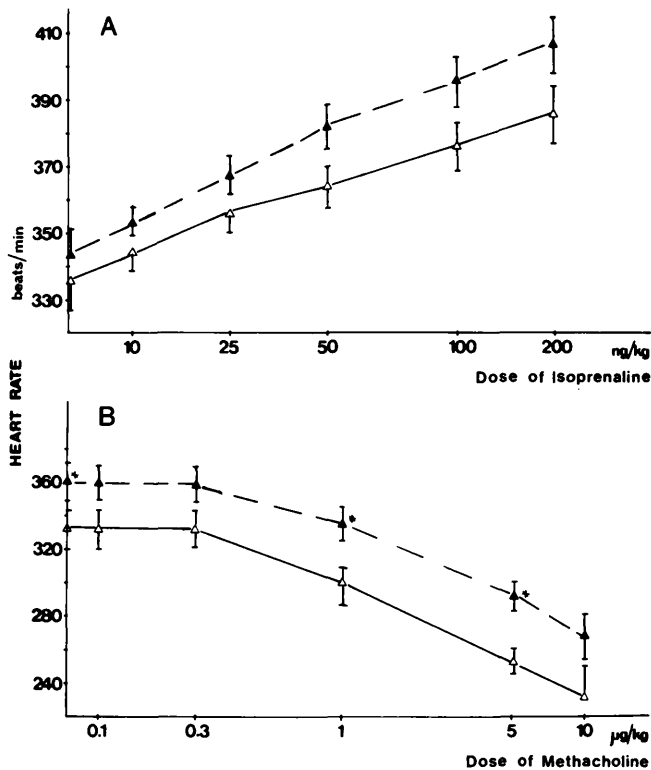 A
410
390
370
350
330
beats/min
10 25 50 100 200 ng/kg
Dose of Isoprenaline
HEART RATE
B
360
320
280
240
0.1 0.3 1 5 10 µg/kg
Dose of Methacholine